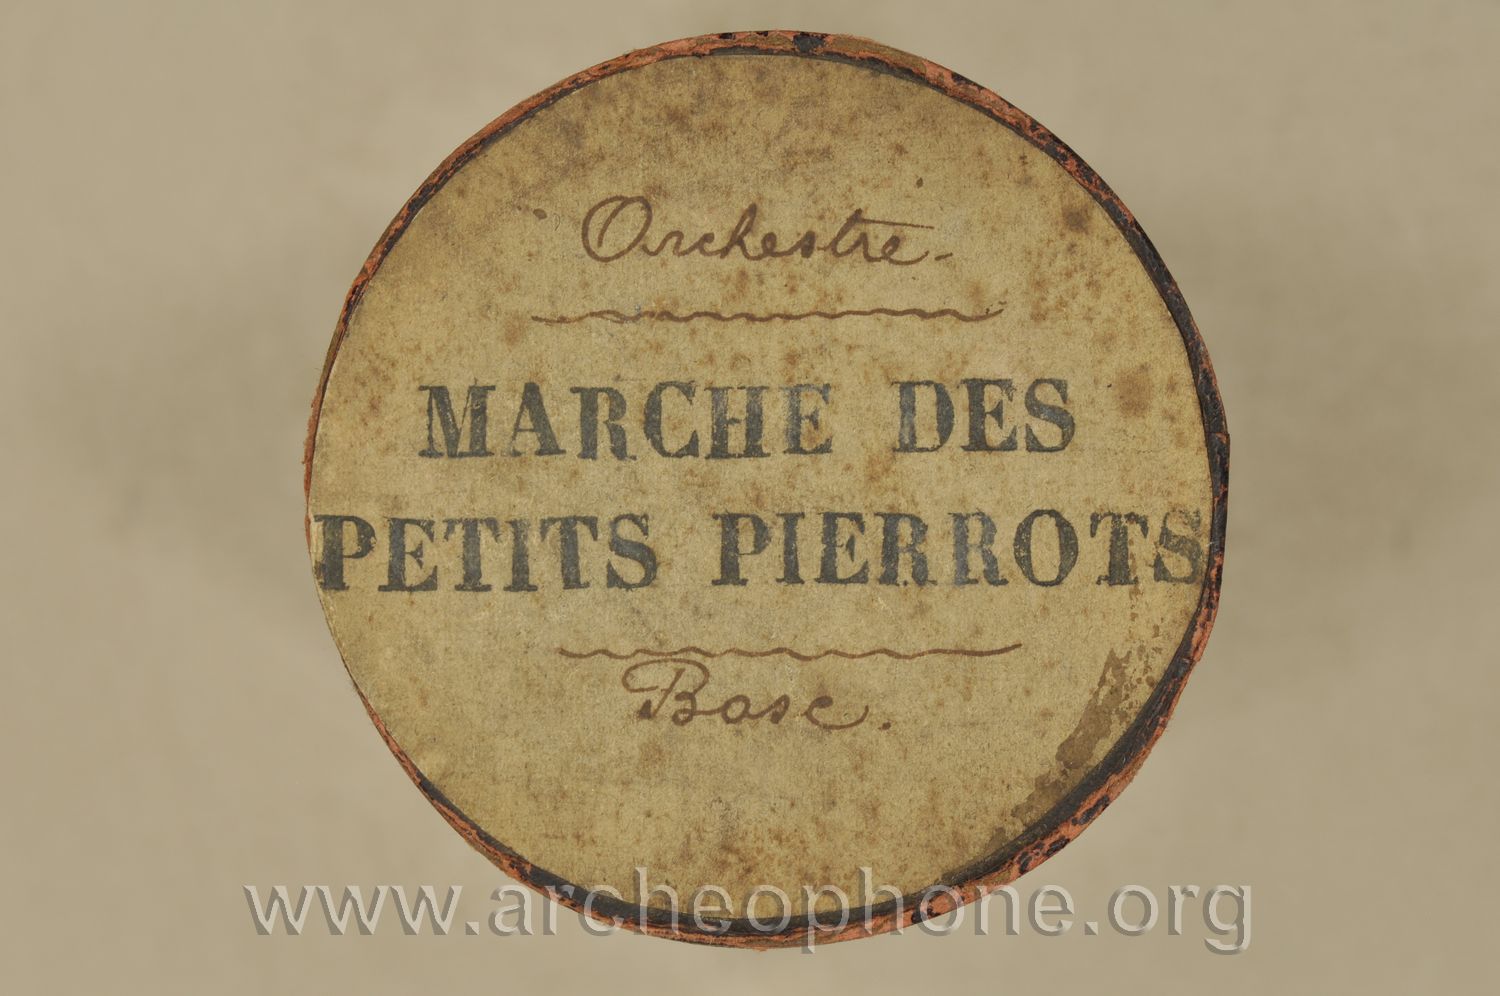 Orchestre.
MARCHE DES
PETITS PIERROTS
Bosc.
www.archeophone.org